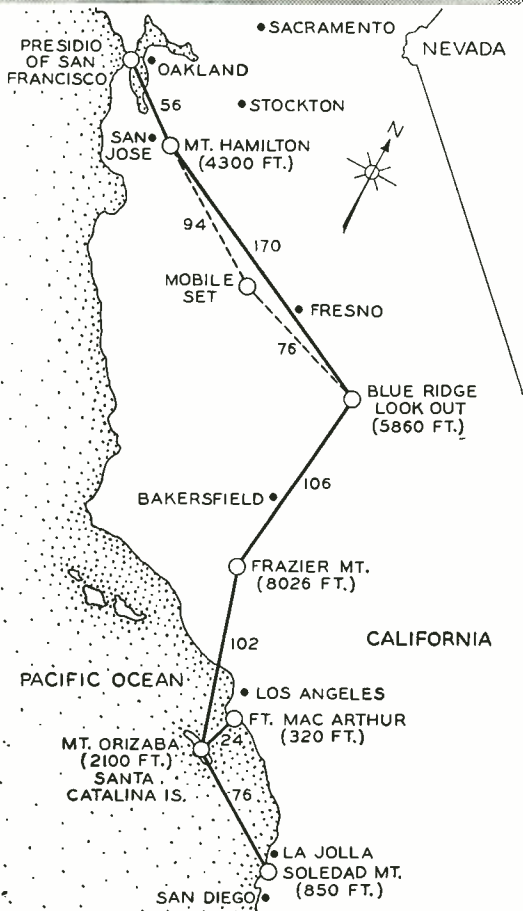 SACRAMENTO
PRESIDIO
OF SAN
FRANCISCO
NEVADA
OAKLAND
56
STOCKTON
SAN
JOSE
MT. HAMILTON
(4300 FT.)
N
94
170
MOBILE
SET
FRESNO
76
BLUE RIDGE
LOOK OUT
(5860 FT.)
106
BAKERSFIELD
FRAZIER MT.
(8026 FT.)
102
CALIFORNIA
PACIFIC OCEAN
LOS ANGELES
FT. MAC ARTHUR
(320 FT.)
24
MT. ORIZABA
(2100 FT.)
SANTA
CATALINA IS.
76
LA JOLLA
SOLEDAD MT.
(850 FT.)
SAN DIEGO